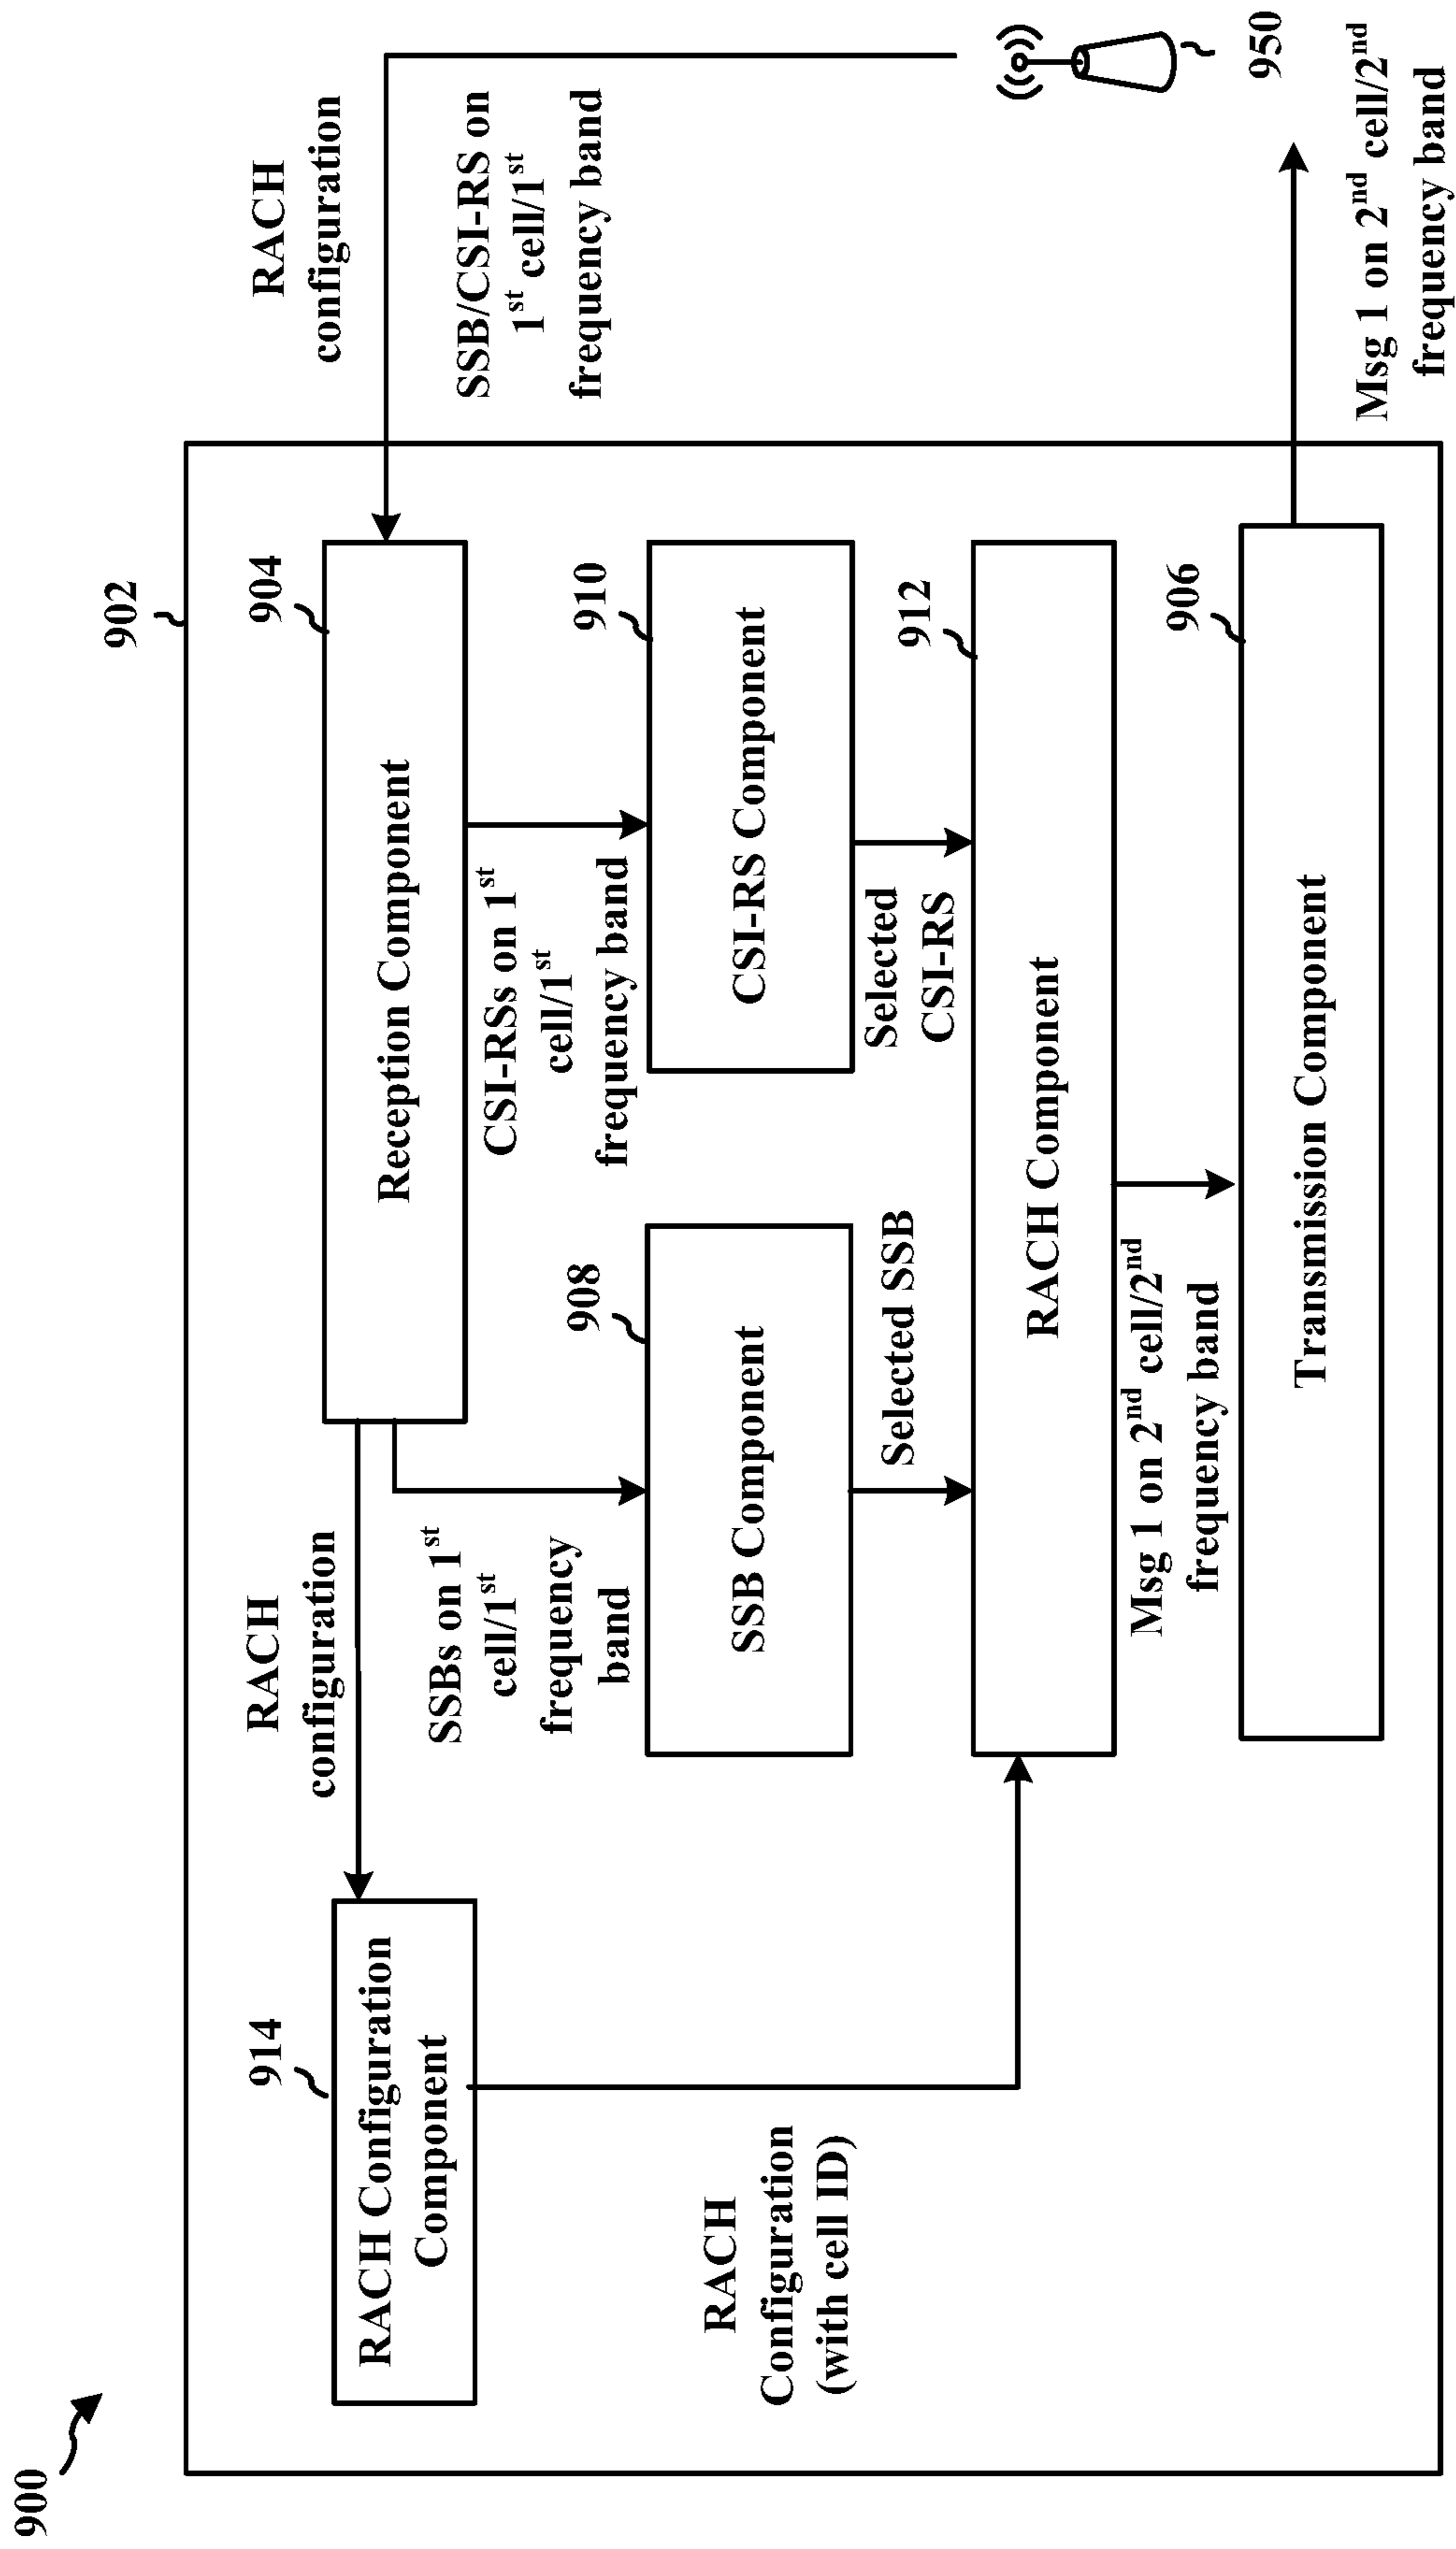 900
902
RACH
configuration
SSB/CSI-RS on
1st cell/1st
frequency band
904
Reception Component
914
RACH Configuration
Component
RACH
configuration
SSBs on 1st
cell/1st
frequency
band
CSI-RSs on 1st
cell/1st
frequency band
908
SSB Component
910
CSI-RS Component
Selected SSB
Selected
CSI-RS
RACH
Configuration
(with cell ID)
912
RACH Component
Msg 1 on 2nd cell/2nd
frequency band
906
Transmission Component
950
Msg 1 on 2nd cell/2nd
frequency band